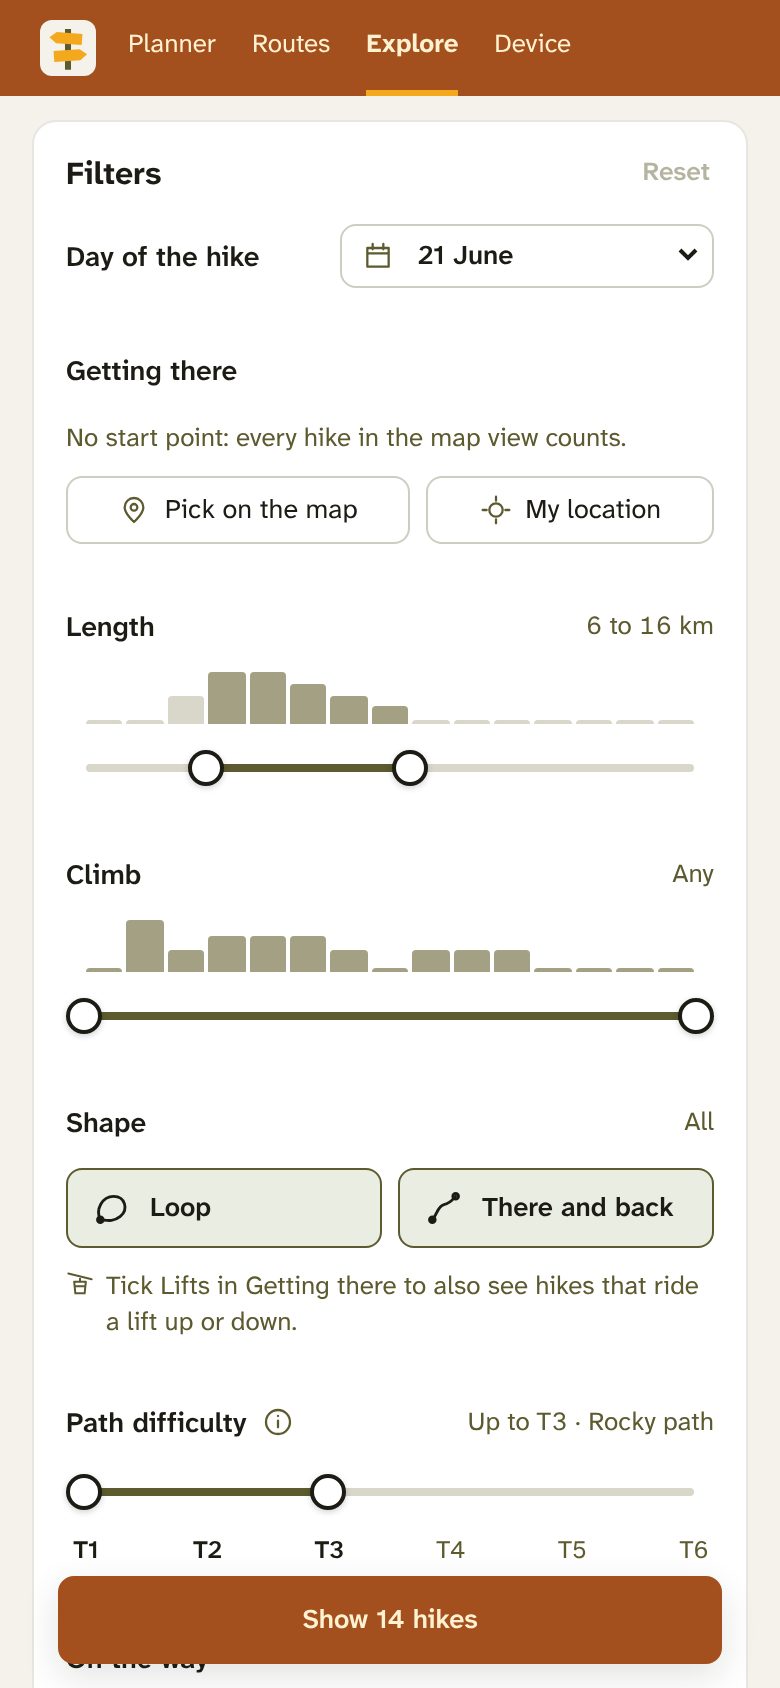 Planner Routes Explore Device
Filters Reset
Day of the hike 21 June
Getting there
No start point: every hike in the map view counts.
Pick on the map My location
Length 6 to 16 km
Climb Any
Shape All
Loop There and back
Tick Lifts in Getting there to also see hikes that ride
a lift up or down.
Path difficulty Up to T3 · Rocky path
T1 T2 T3 T4 T5 T6
Show 14 hikes
On the way